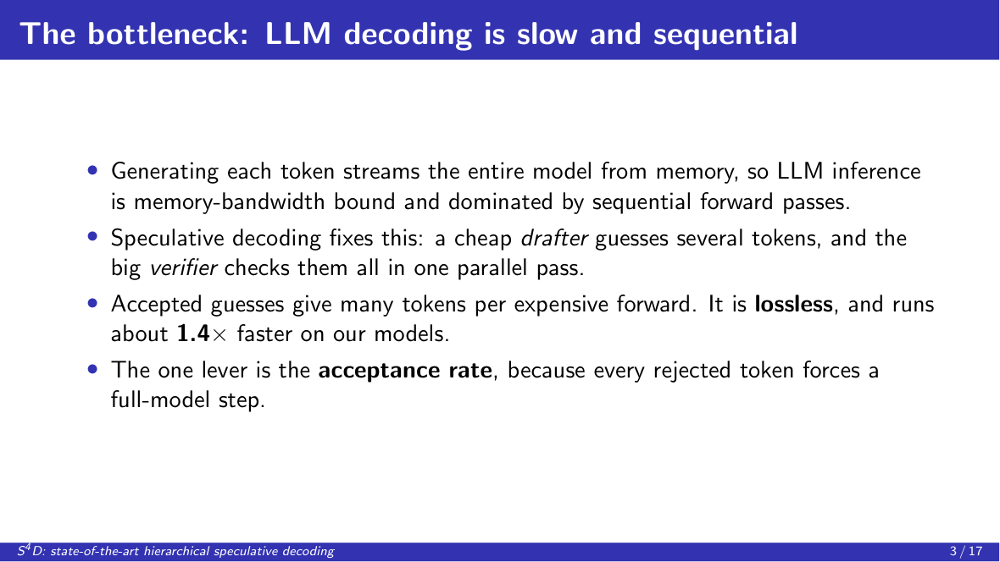 The bottleneck: LLM decoding is slow and sequential
• Generating each token streams the entire model from memory, so LLM inference
is memory-bandwidth bound and dominated by sequential forward passes.
• Speculative decoding fixes this: a cheap drafter guesses several tokens, and the
big verifier checks them all in one parallel pass.
• Accepted guesses give many tokens per expensive forward. It is lossless, and runs
about 1.4× faster on our models.
• The one lever is the acceptance rate, because every rejected token forces a
full-model step.
S⁴D: state-of-the-art hierarchical speculative decoding
3 / 17